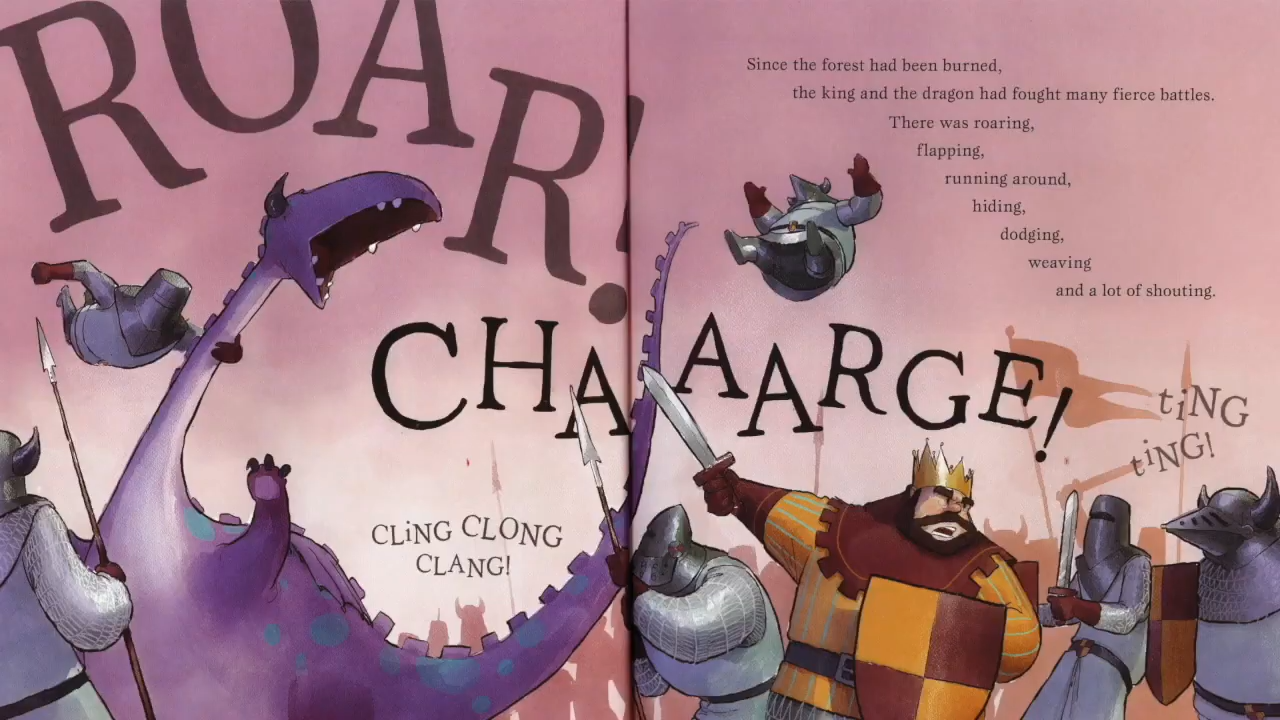 ROAR!
Since the forest had been burned,
the king and the dragon had fought many fierce battles.
There was roaring,
flapping,
running around,
hiding,
dodging,
weaving
and a lot of shouting.
CHAAAARGE!
tiNG
tiNG!
CLiNG CLONG
CLANG!